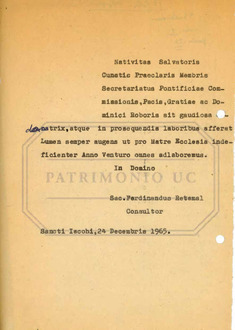 Nativitas Salvatoris
Cunctis Praeclaris Membris
Secretariatus Pontificiae Com-
missionis, Pacis, Gratiae ac Do-
minici Roboris sit gaudiosa
atque in prosequendis laboribus afferat
Lumen semper augens ut pro Matre Ecclesia inde-
ficienter Anno Venturo omnes adlaboremus.
In Domino
PATRIMONIO UC
Sac. Ferdinandus Retamal
Consultor
Sancti Iacobi, 24 Decembris 1965.